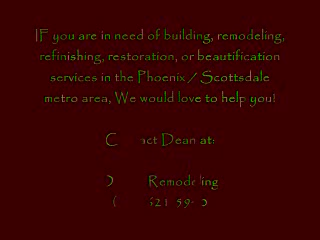 IF you are in need of building, remodeling,
refinishing, restoration, or beautification
services in the Phoenix / Scottsdale
metro area, We would love to help you!
Dean at:
Remodeling